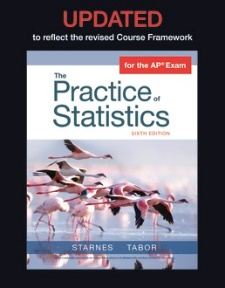 UPDATED
to reflect the revised Course Framework
for the AP® Exam
The
Practice of
Statistics
SIXTH EDITION
STARNES TABOR